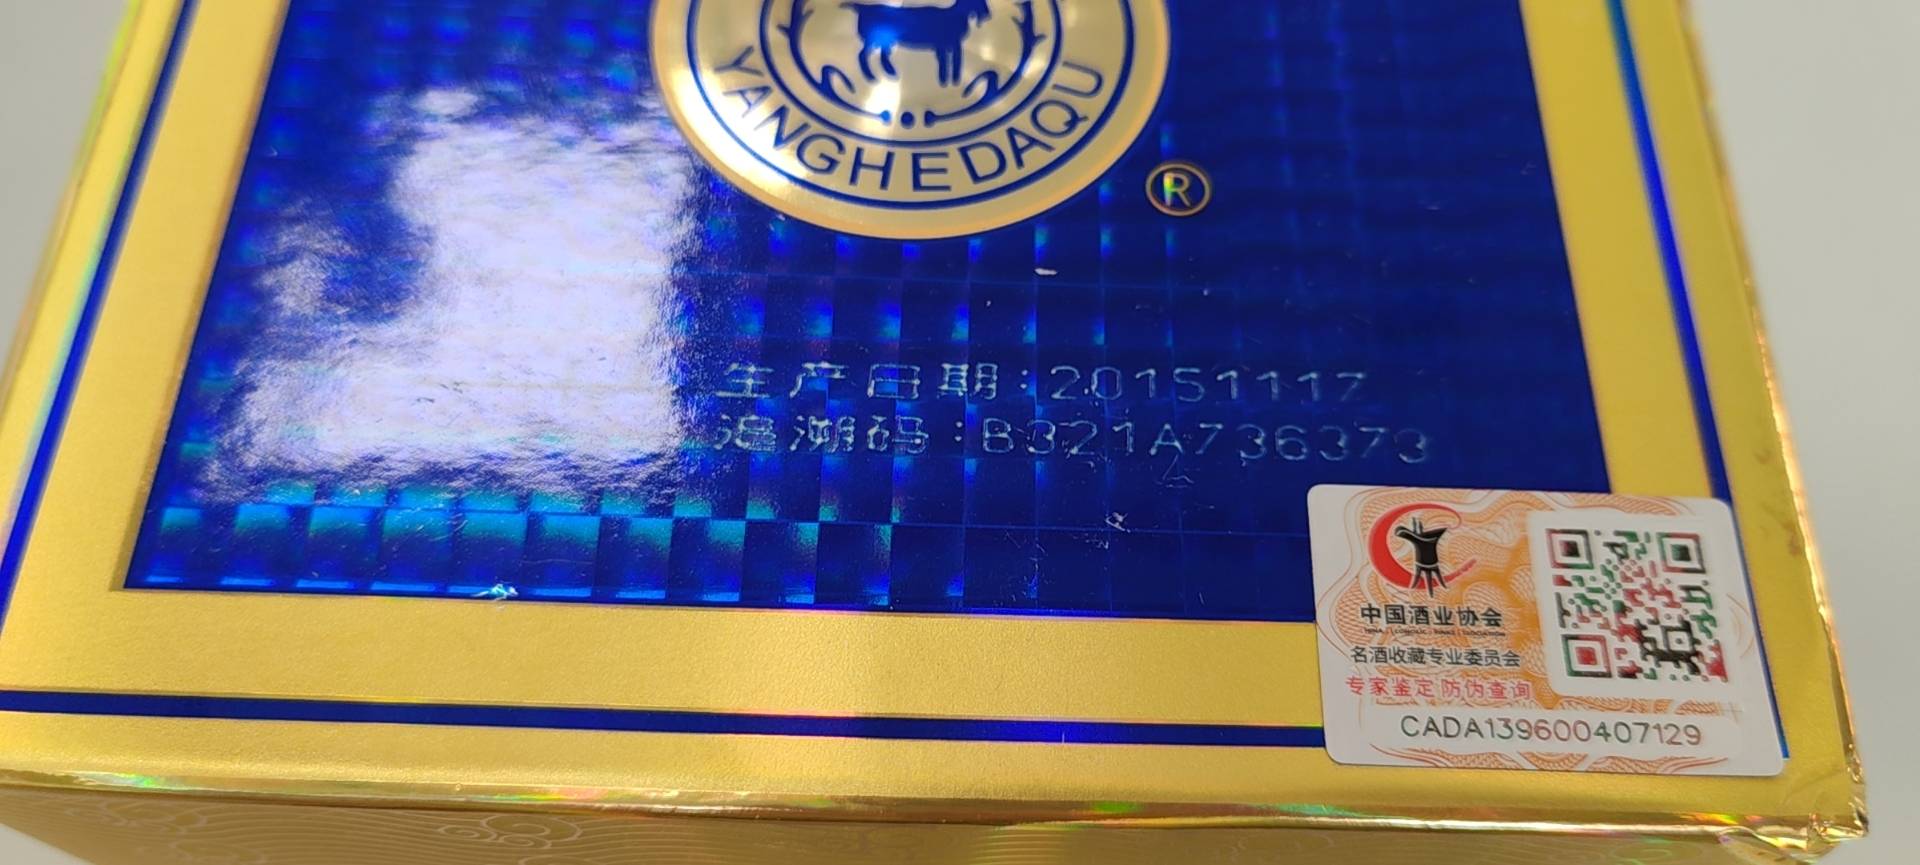 YANGHEDAQU
®
生产日期:20151117
追溯码:B321A736373
中国酒业协会
名酒收藏专业委员会
专家鉴定 防伪查询
CADA139600407129